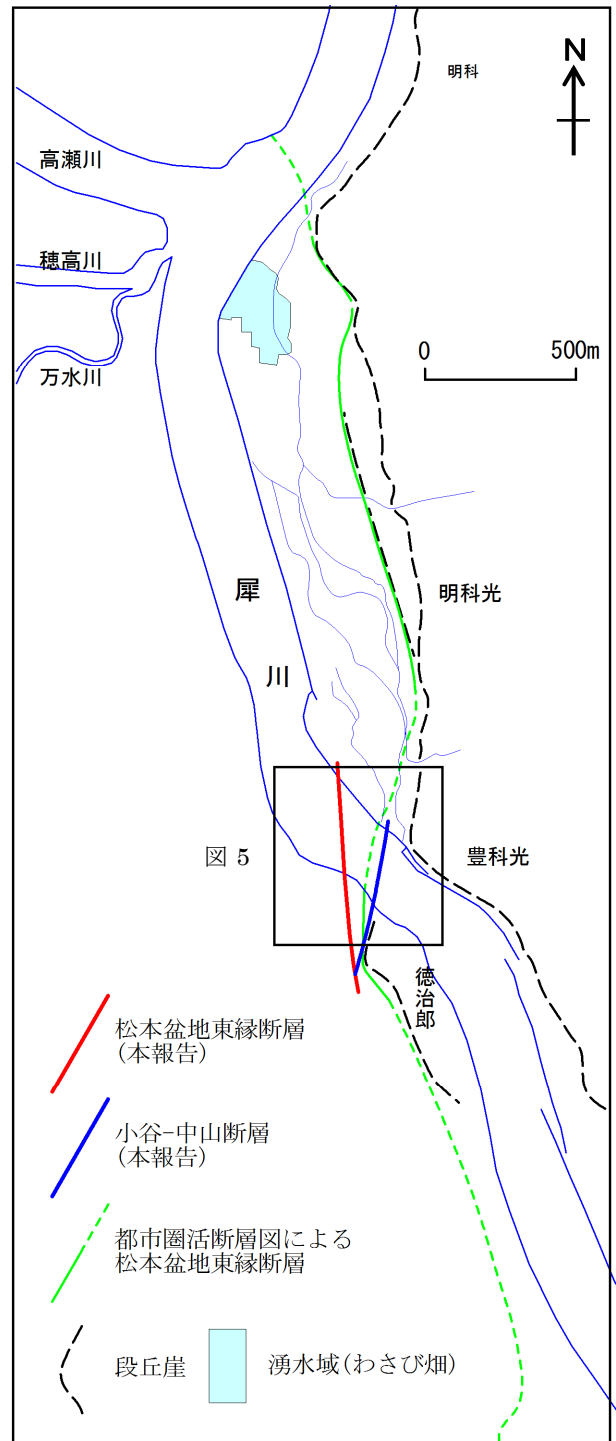 N
明科
高瀬川
穂高川
万水川
0 500m
明科光
犀
川
図 5
豊科光
徳治郎
松本盆地東縁断層
(本報告)
小谷-中山断層
(本報告)
都市圏活断層図による
松本盆地東縁断層
段丘崖
湧水域(わさび畑)